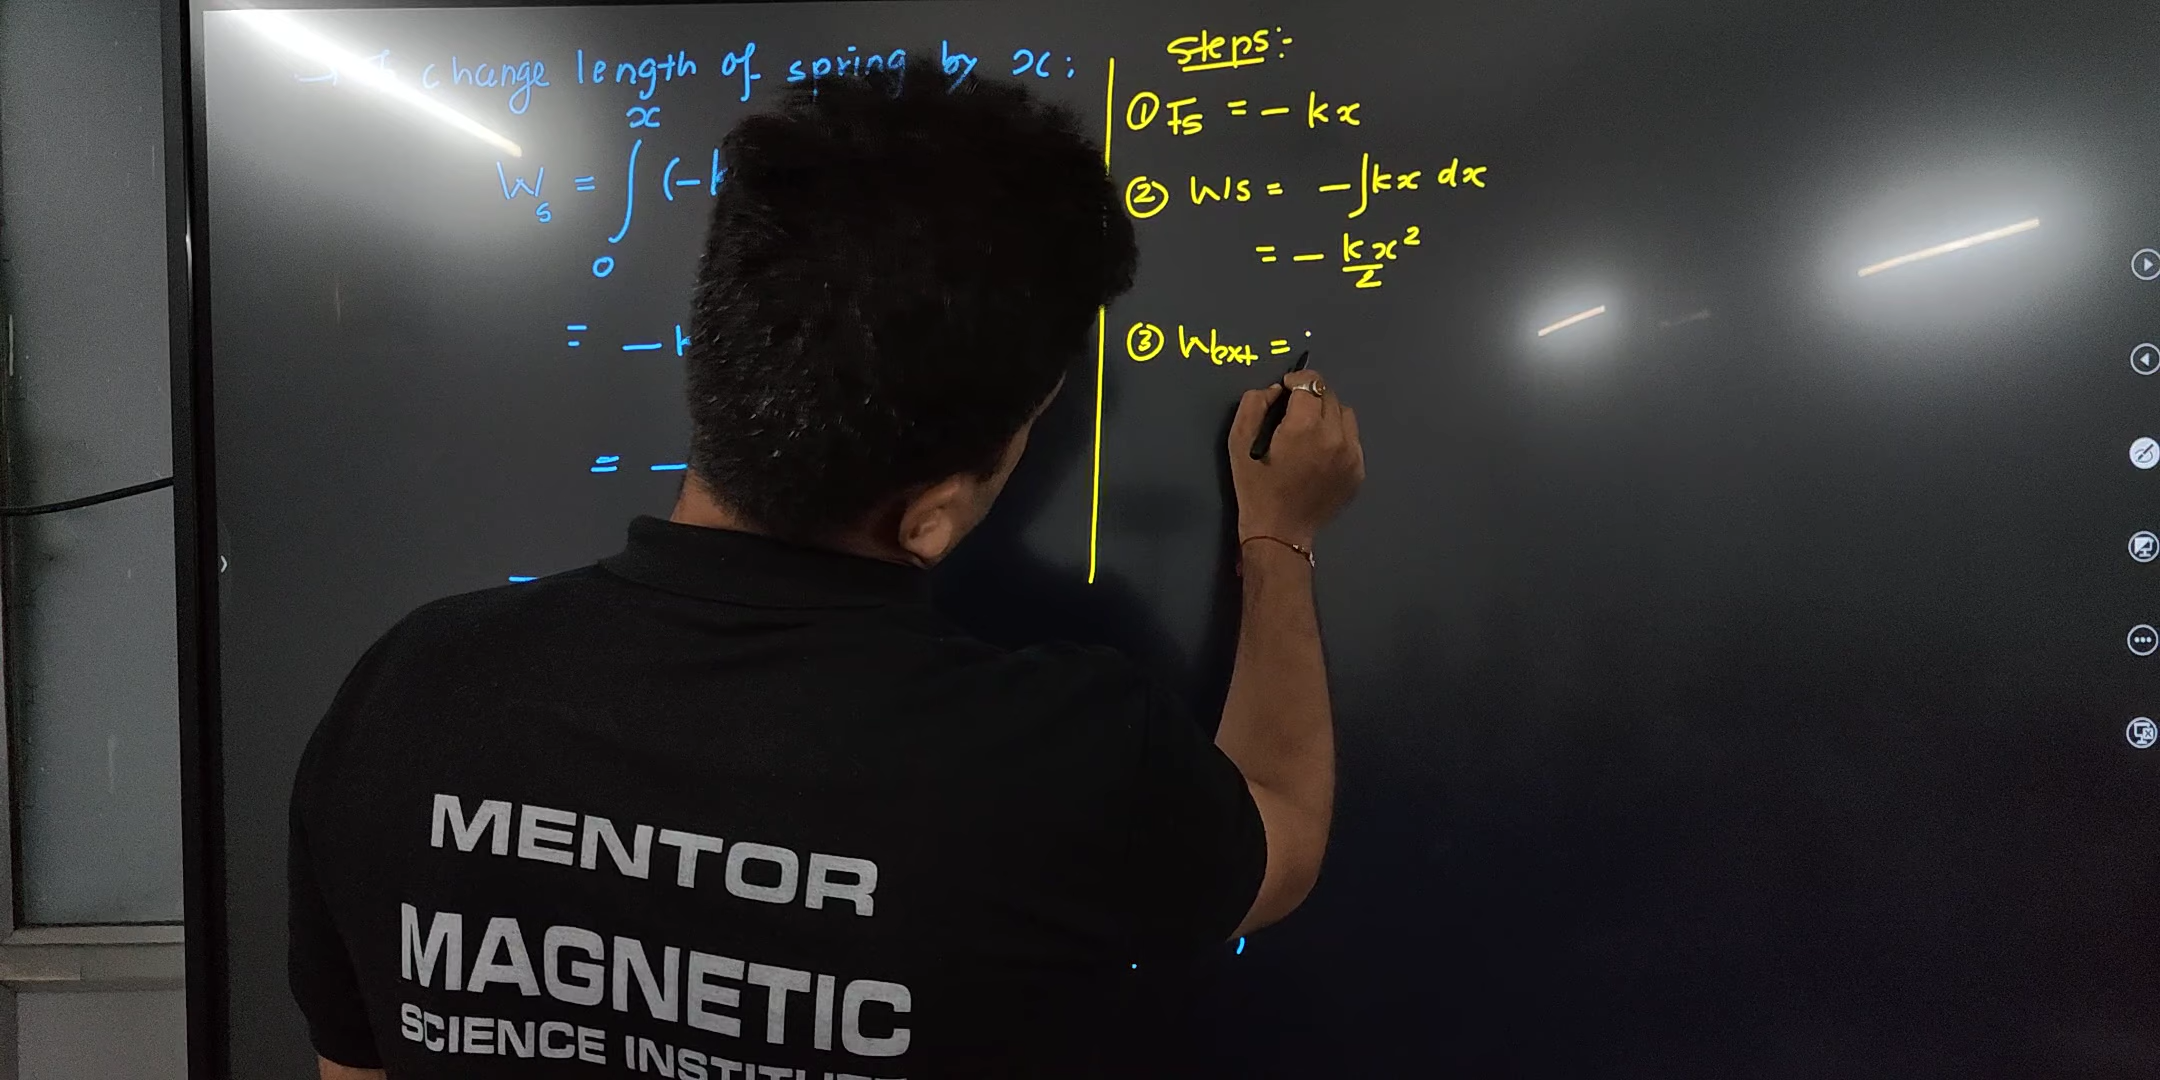 change length of spring by x;
x
Ws = ∫ (-k
0
= - k
= -
Steps:-
① Fs = - kx
② Ws = - ∫kx dx
= - kx²/2
③ Wext =
MENTOR
MAGNETIC
SCIENCE